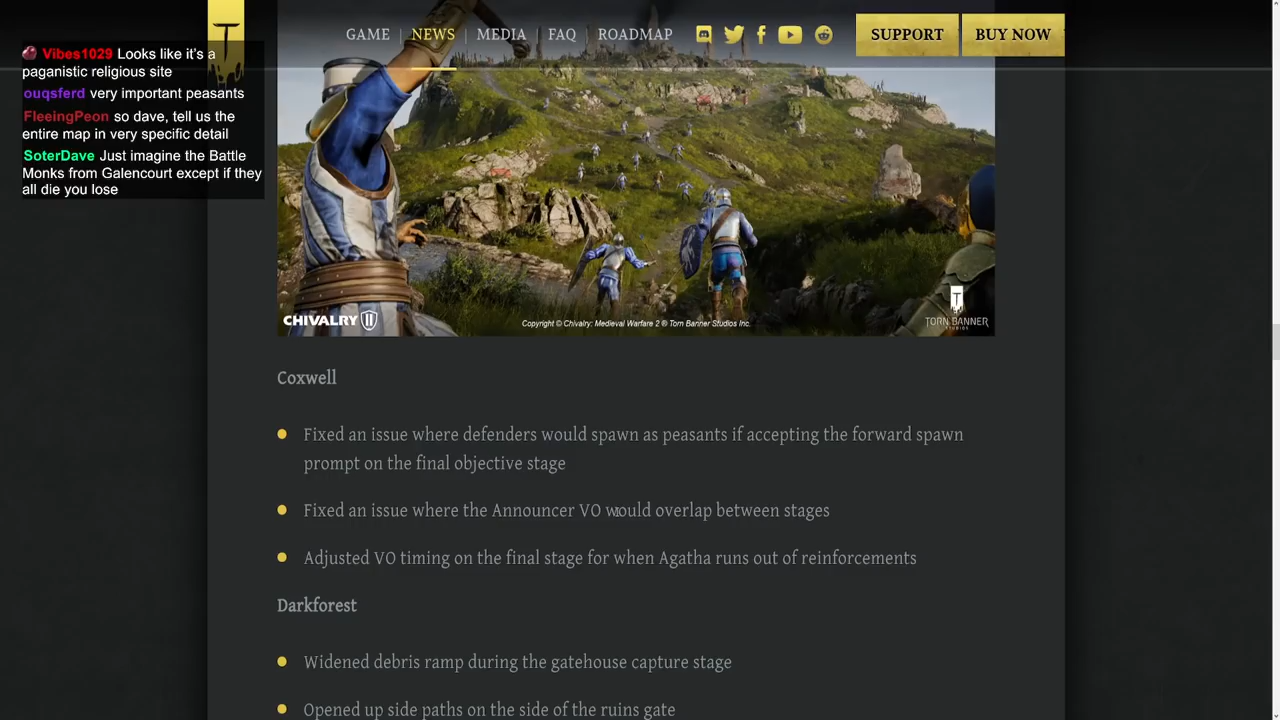 GAME | NEWS | MEDIA | FAQ | ROADMAP
SUPPORT
BUY NOW
Vibes1029 Looks like it's a
paganistic religious site
ouqsferd very important peasants
FleeingPeon so dave, tell us the
entire map in very specific detail
SoterDave Just imagine the Battle
Monks from Galencourt except if they
all die you lose
CHIVALRY II
Copyright © Chivalry: Medieval Warfare 2 ® Torn Banner Studios Inc.
TORN BANNER
STUDIOS
Coxwell
Fixed an issue where defenders would spawn as peasants if accepting the forward spawn
prompt on the final objective stage
Fixed an issue where the Announcer VO would overlap between stages
Adjusted VO timing on the final stage for when Agatha runs out of reinforcements
Darkforest
Widened debris ramp during the gatehouse capture stage
Opened up side paths on the side of the ruins gate